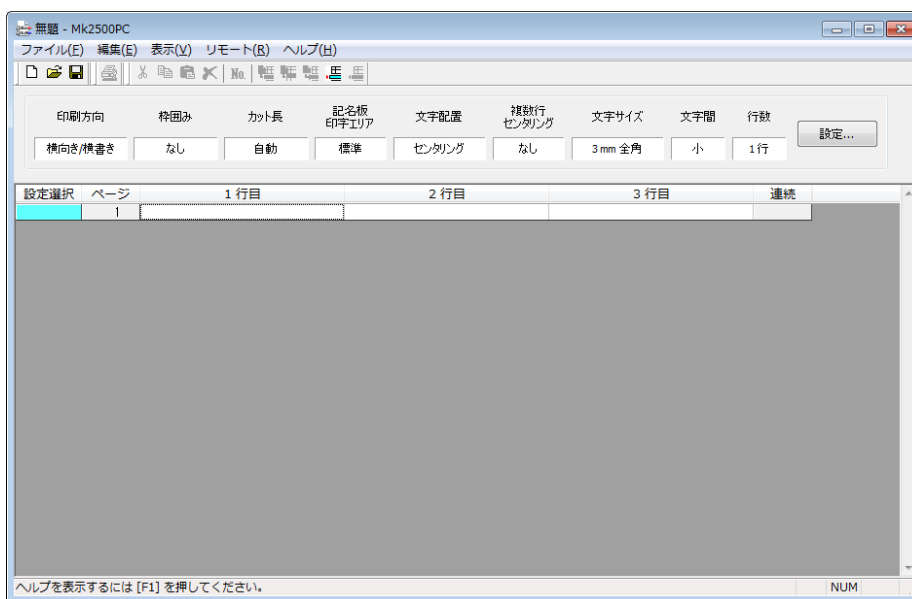 無題 - Mk2500PC
ファイル(F) 編集(E) 表示(V) リモート(R) ヘルプ(H)
No.
印刷方向 枠囲み カット長 記名板 印字エリア 文字配置 複数行 センタリング 文字サイズ 文字間 行数
横向き/横書き なし 自動 標準 センタリング なし 3 mm 全角 小 1行 設定...
設定選択 ページ 1 行目 2 行目 3 行目 連続
1
ヘルプを表示するには [F1] を押してください。 NUM